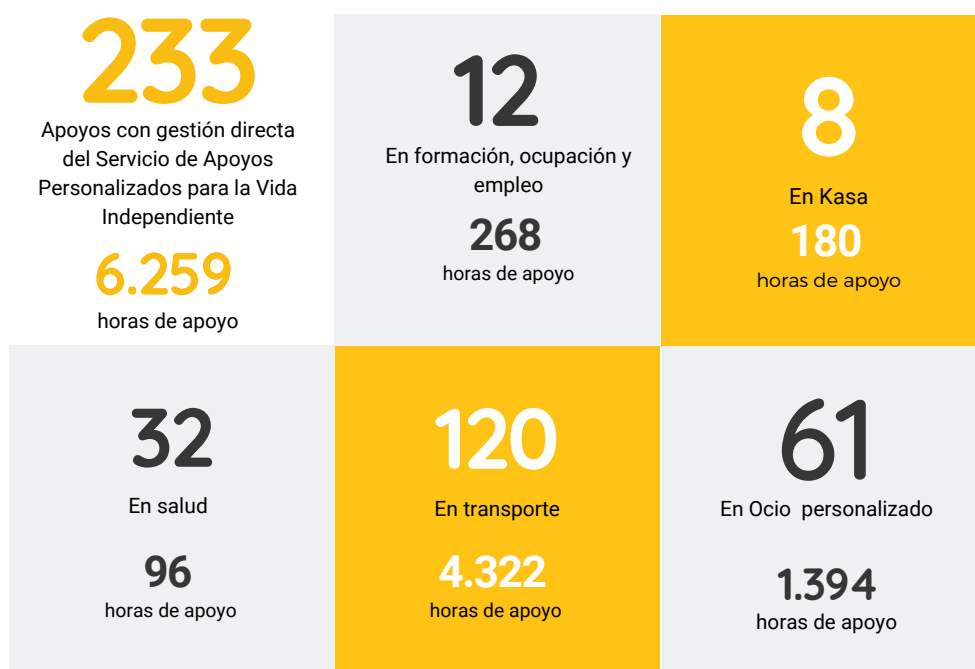 233
Apoyos con gestión directa
del Servicio de Apoyos
Personalizados para la Vida
Independiente
6.259
horas de apoyo
12
En formación, ocupación y
empleo
268
horas de apoyo
8
En Kasa
180
horas de apoyo
32
En salud
96
horas de apoyo
120
En transporte
4.322
horas de apoyo
61
En Ocio personalizado
1.394
horas de apoyo